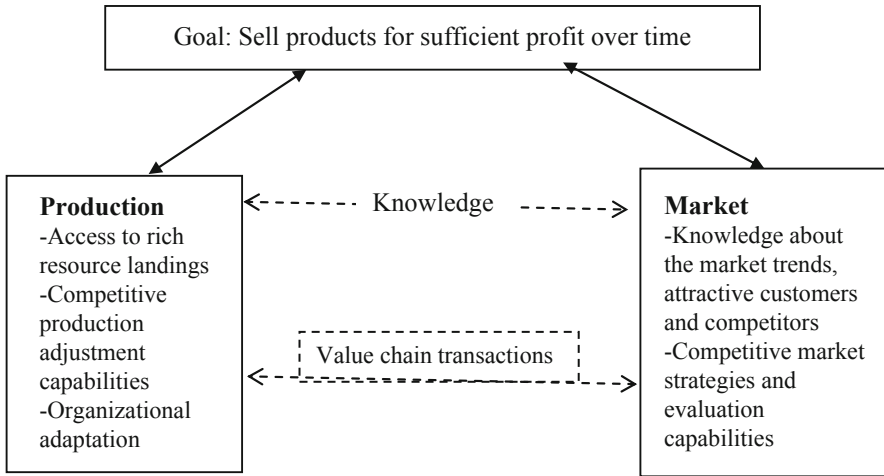 Goal: Sell products for sufficient profit over time
Production
-Access to rich
resource landings
-Competitive
production
adjustment
capabilities
-Organizational
adaptation
Knowledge
Value chain transactions
Market
-Knowledge about
the market trends,
attractive customers
and competitors
-Competitive market
strategies and
evaluation
capabilities